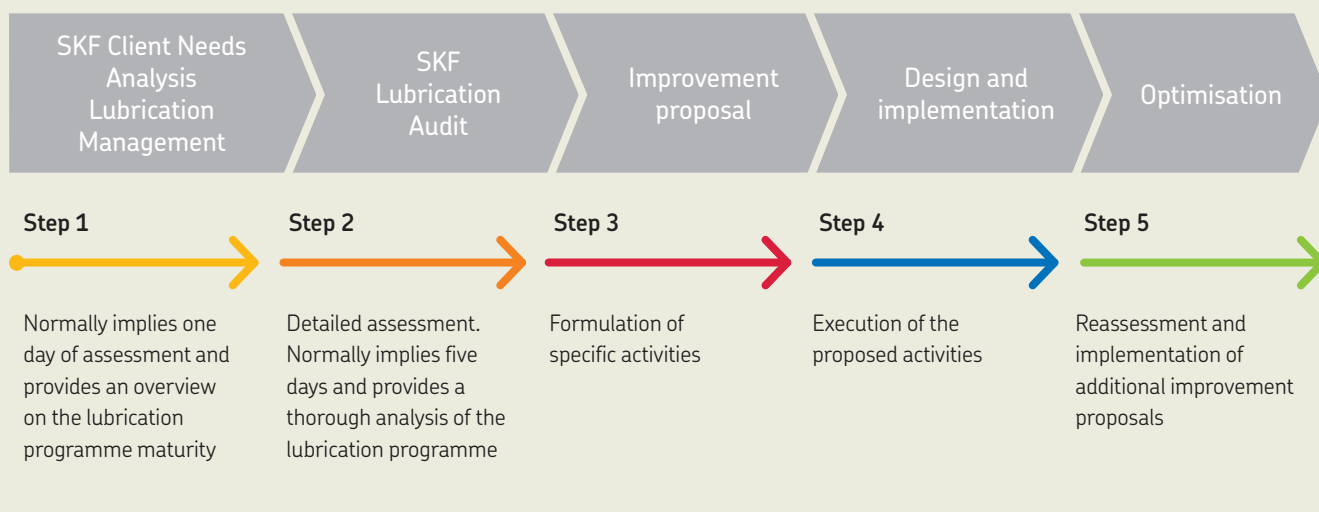 SKF Client Needs
Analysis
Lubrication
Management
SKF
Lubrication
Audit
Improvement
proposal
Design and
implementation
Optimisation
Step 1
Normally implies one
day of assessment and
provides an overview
on the lubrication
programme maturity
Step 2
Detailed assessment.
Normally implies five
days and provides a
thorough analysis of the
lubrication programme
Step 3
Formulation of
specific activities
Step 4
Execution of the
proposed activities
Step 5
Reassessment and
implementation of
additional improvement
proposals